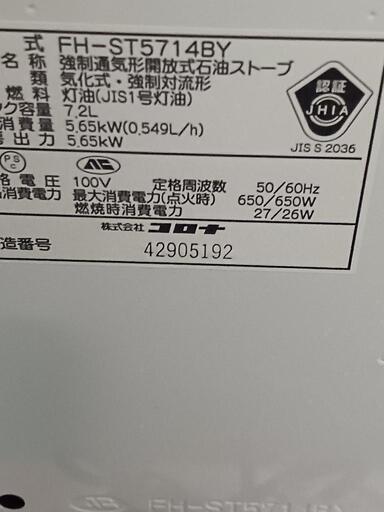 式 FH-ST5714BY
名称 強制通気形開放式石油ストーブ
種類 気化式・強制対流形
燃料 灯油(JIS1号灯油)
ク容量 7.2L
消費量 5.65kW(0.549L/h)
出力 5.65kW
認証
JHIA
JIS S 2036
PS
C
格電圧 100V 定格周波数 50/60Hz
消費電力 最大消費電力(点火時) 650/650W
燃焼時消費電力 27/26W
株式会社 コロナ
造番号 42905192